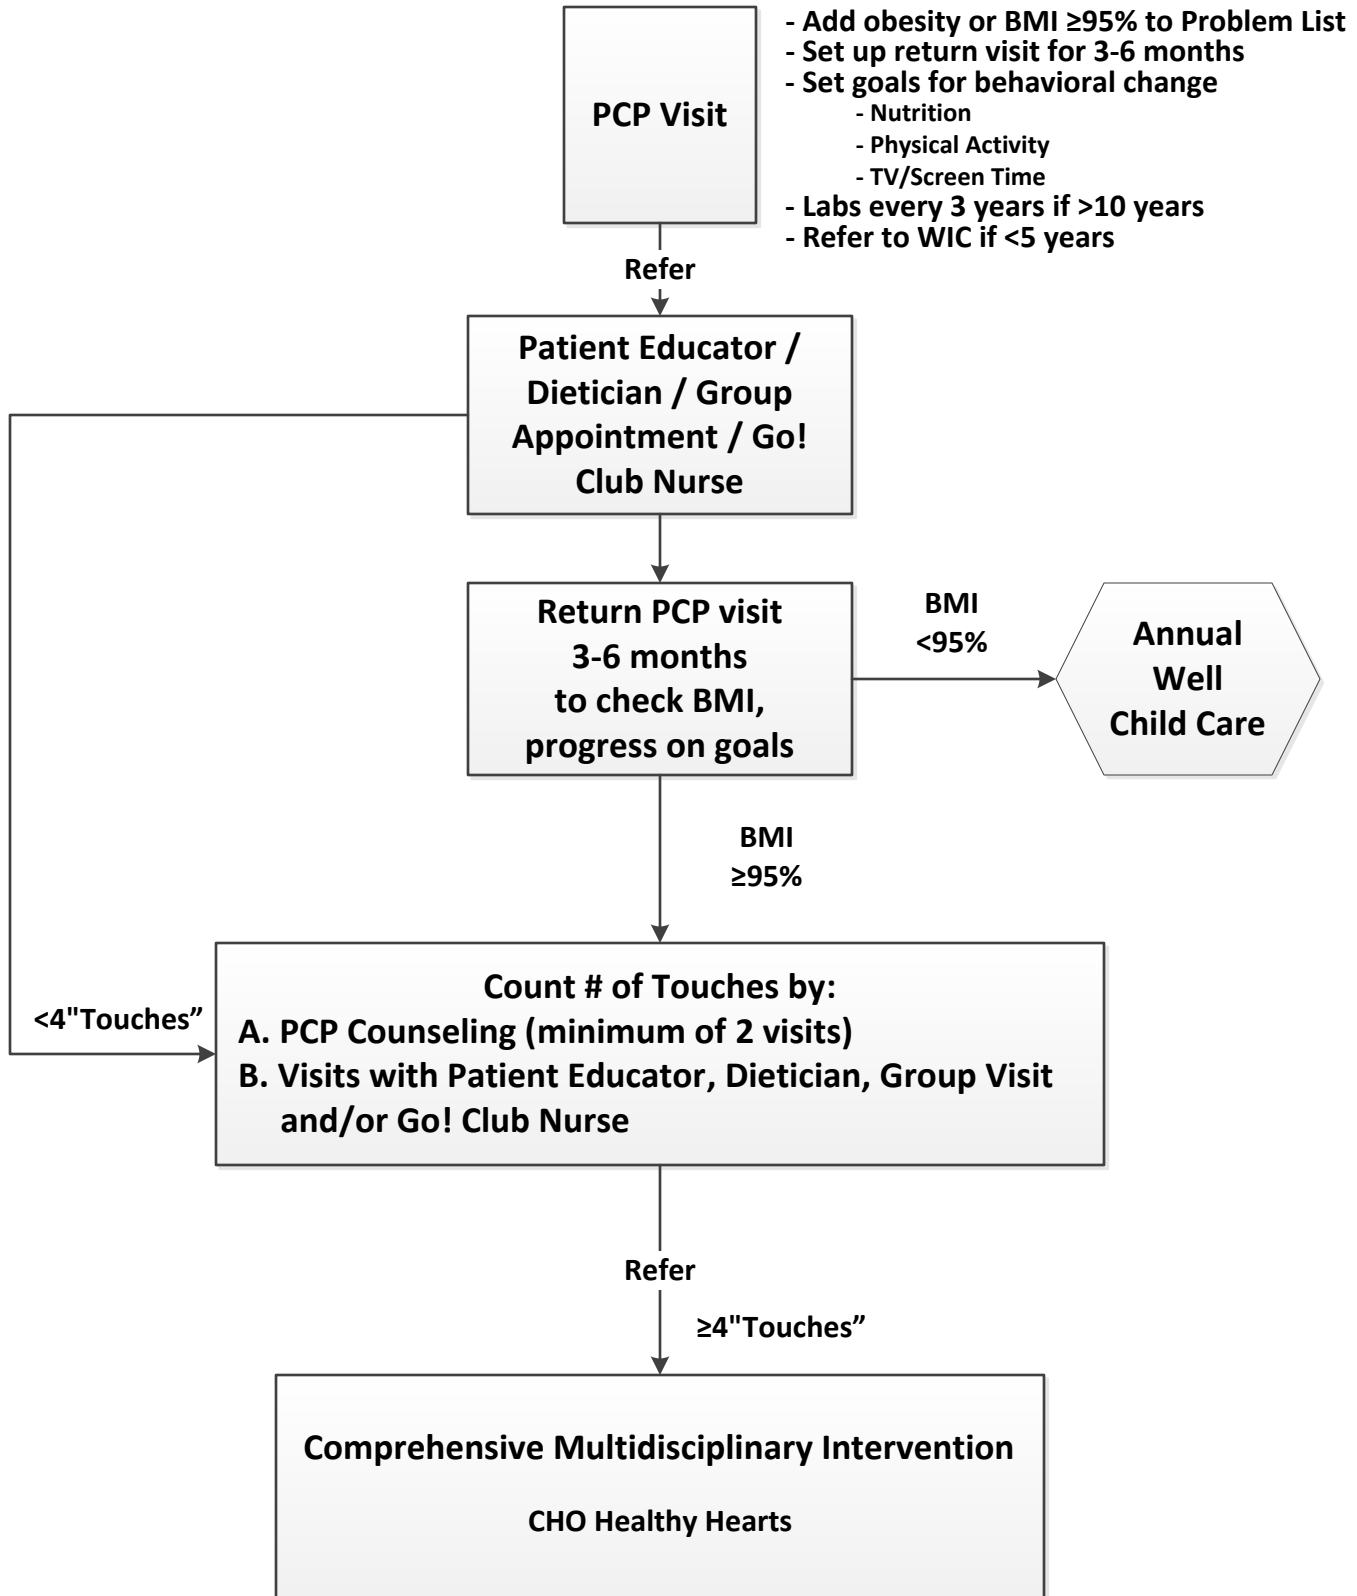 - Add obesity or BMI ≥95% to Problem List
- Set up return visit for 3-6 months
- Set goals for behavioral change
- Nutrition
- Physical Activity
- TV/Screen Time
- Labs every 3 years if >10 years
- Refer to WIC if <5 years
PCP Visit
Refer
Patient Educator /
Dietician / Group
Appointment / Go!
Club Nurse
Return PCP visit
3-6 months
to check BMI,
progress on goals
BMI
<95%
Annual
Well
Child Care
BMI
≥95%
<4"Touches”
Count # of Touches by:
A. PCP Counseling (minimum of 2 visits)
B. Visits with Patient Educator, Dietician, Group Visit
and/or Go! Club Nurse
Refer
≥4"Touches”
Comprehensive Multidisciplinary Intervention
CHO Healthy Hearts